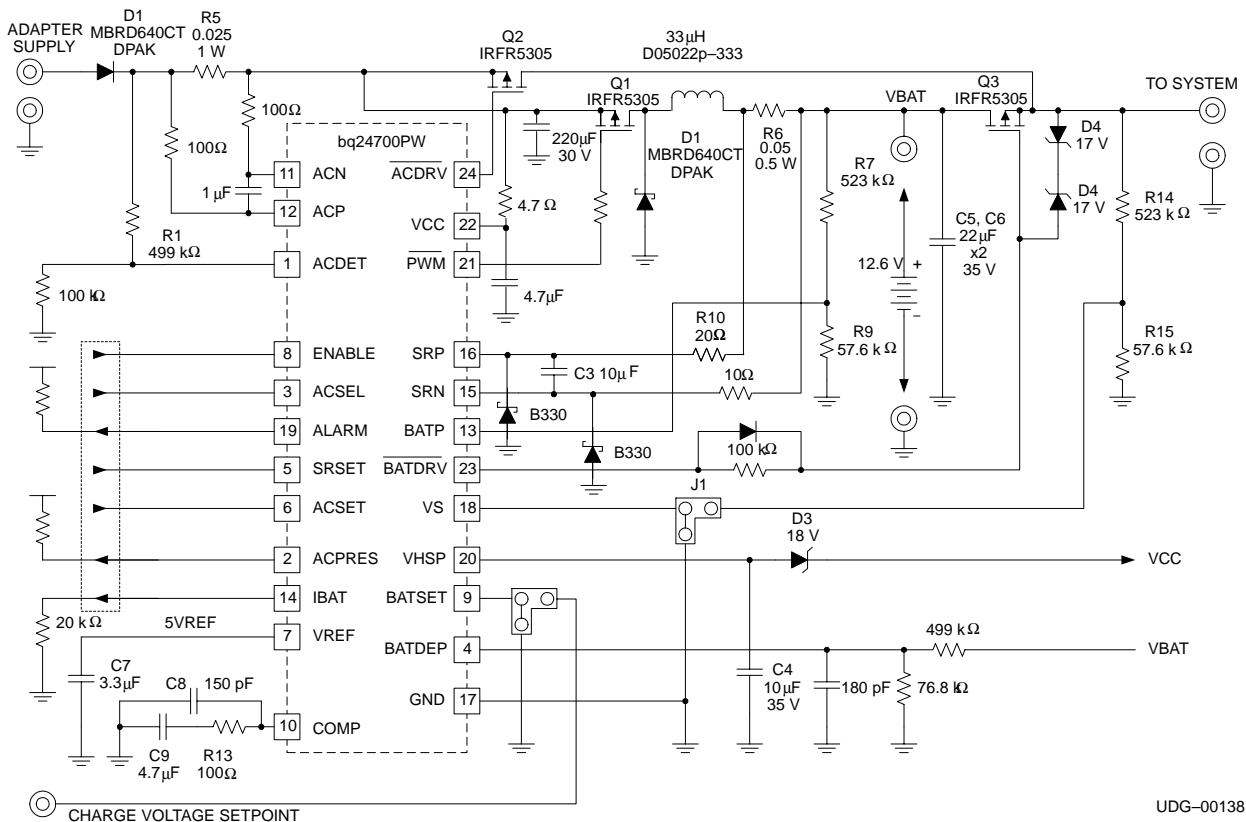 ADAPTER
SUPPLY
D1
MBRD640CT
DPAK
R5
0.025
1 W
Q2
IRFR5305
33µH
D05022p–333
Q1
IRFR5305
D1
MBRD640CT
DPAK
R6
0.05
0.5 W
VBAT
Q3
IRFR5305
TO SYSTEM
D4
17 V
D4
17 V
100Ω
100Ω
1 µF
R1
499 kΩ
100 kΩ
bq24700PW
220µF
30 V
4.7 Ω
4.7µF
R7
523 kΩ
R9
57.6 kΩ
12.6 V
+
–
C5, C6
22µF
x2
35 V
R14
523 kΩ
R15
57.6 kΩ
11 ACN
12 ACP
1 ACDET
8 ENABLE
3 ACSEL
19 ALARM
5 SRSET
6 ACSET
2 ACPRES
14 IBAT
7 VREF
10 COMP
ACDRV 24
VCC 22
PWM 21
SRP 16
SRN 15
BATP 13
BATDRV 23
VS 18
VHSP 20
BATSET 9
BATDEP 4
GND 17
R10
20Ω
C3 10µF
10Ω
B330
B330
100 kΩ
J1
D3
18 V
VCC
499 kΩ
VBAT
C4
10µF
35 V
180 pF
76.8 kΩ
20 kΩ
5VREF
C7
3.3µF
C8
150 pF
C9
4.7µF
R13
100Ω
CHARGE VOLTAGE SETPOINT
UDG–00138